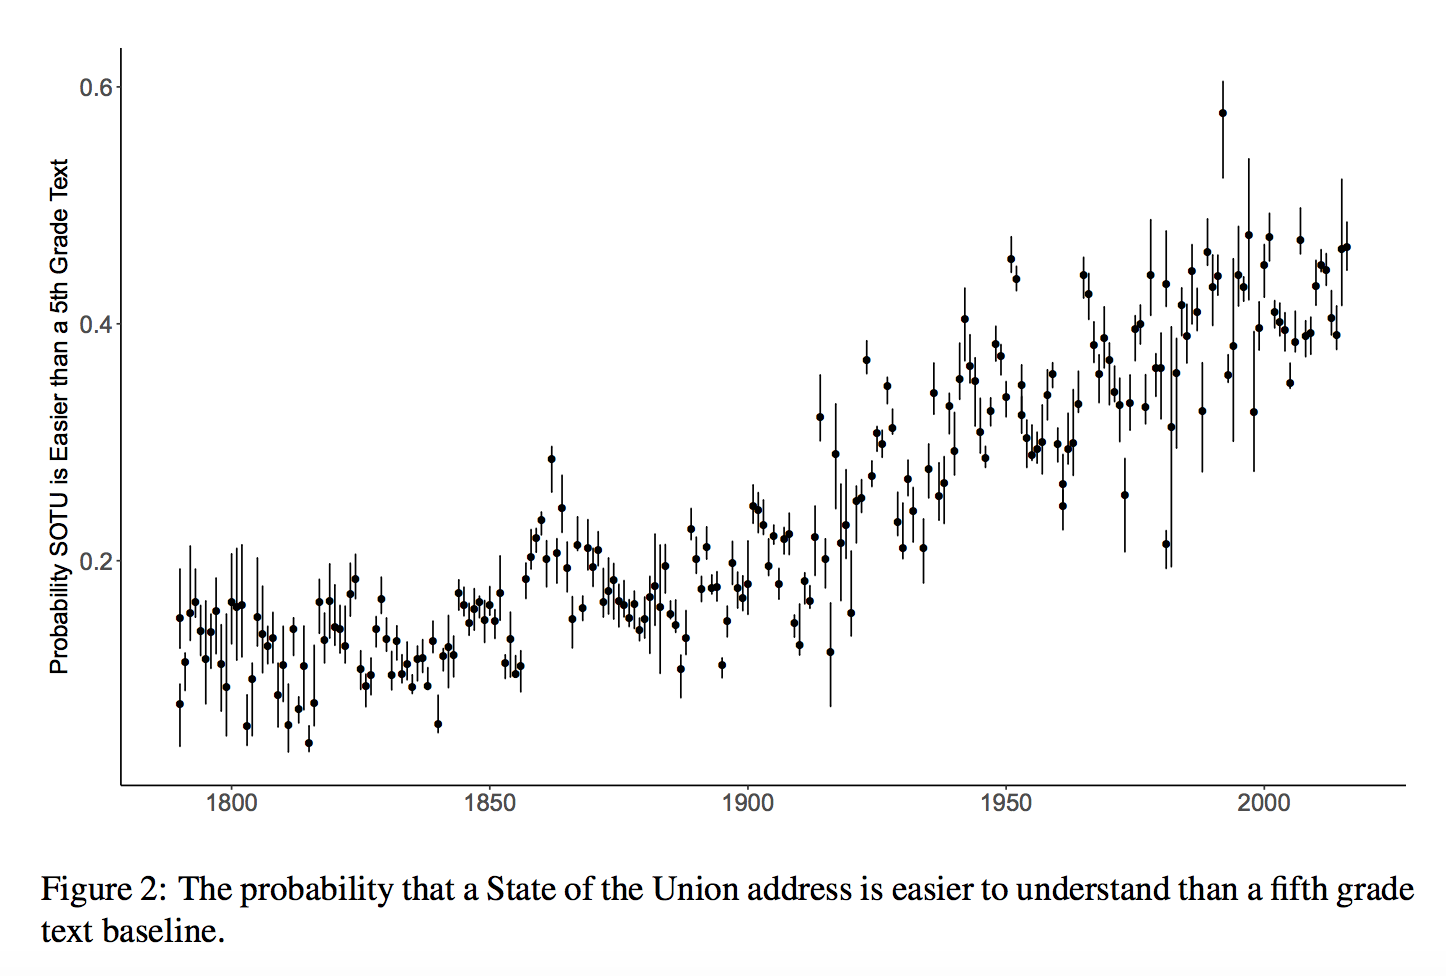 Probability SOTU is Easier than a 5th Grade Text
0.6
0.4
0.2
1800 1850 1900 1950 2000
Figure 2: The probability that a State of the Union address is easier to understand than a fifth grade
text baseline.